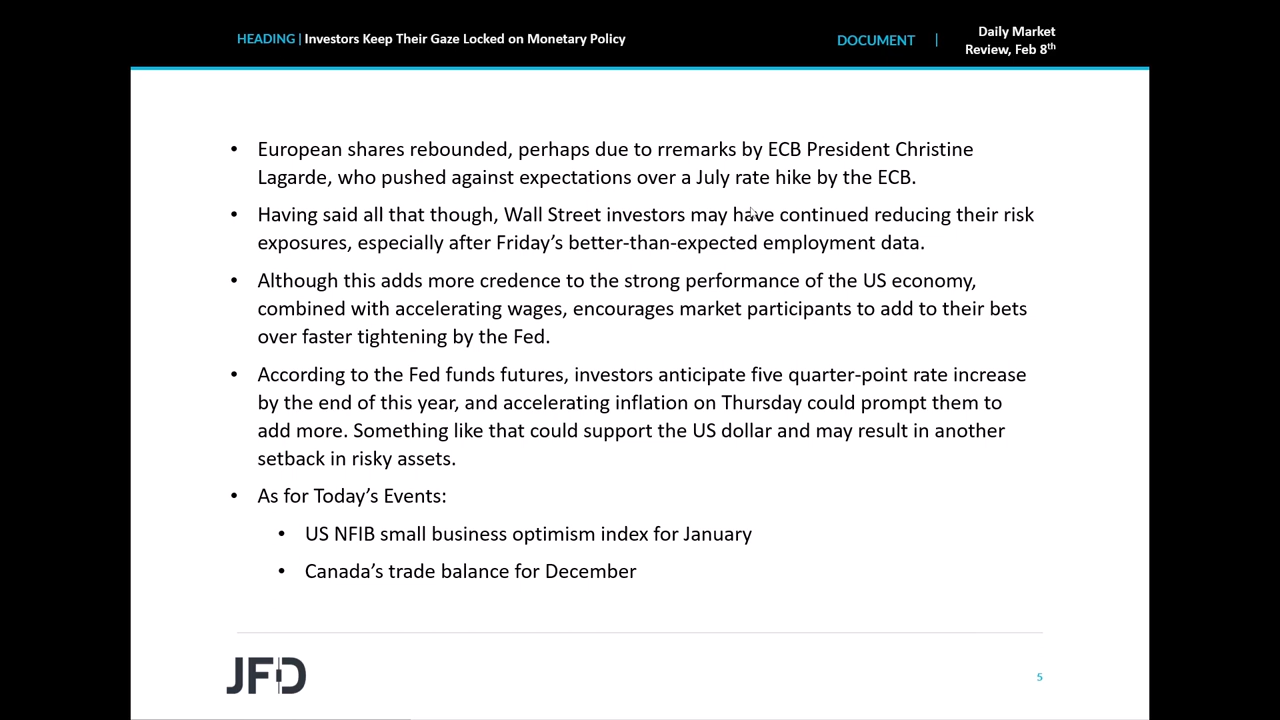 HEADING | Investors Keep Their Gaze Locked on Monetary Policy
DOCUMENT |
Daily Market
Review, Feb 8th
• European shares rebounded, perhaps due to rremarks by ECB President Christine
Lagarde, who pushed against expectations over a July rate hike by the ECB.
• Having said all that though, Wall Street investors may have continued reducing their risk
exposures, especially after Friday’s better-than-expected employment data.
• Although this adds more credence to the strong performance of the US economy,
combined with accelerating wages, encourages market participants to add to their bets
over faster tightening by the Fed.
• According to the Fed funds futures, investors anticipate five quarter-point rate increase
by the end of this year, and accelerating inflation on Thursday could prompt them to
add more. Something like that could support the US dollar and may result in another
setback in risky assets.
• As for Today’s Events:
• US NFIB small business optimism index for January
• Canada’s trade balance for December
JFD
5